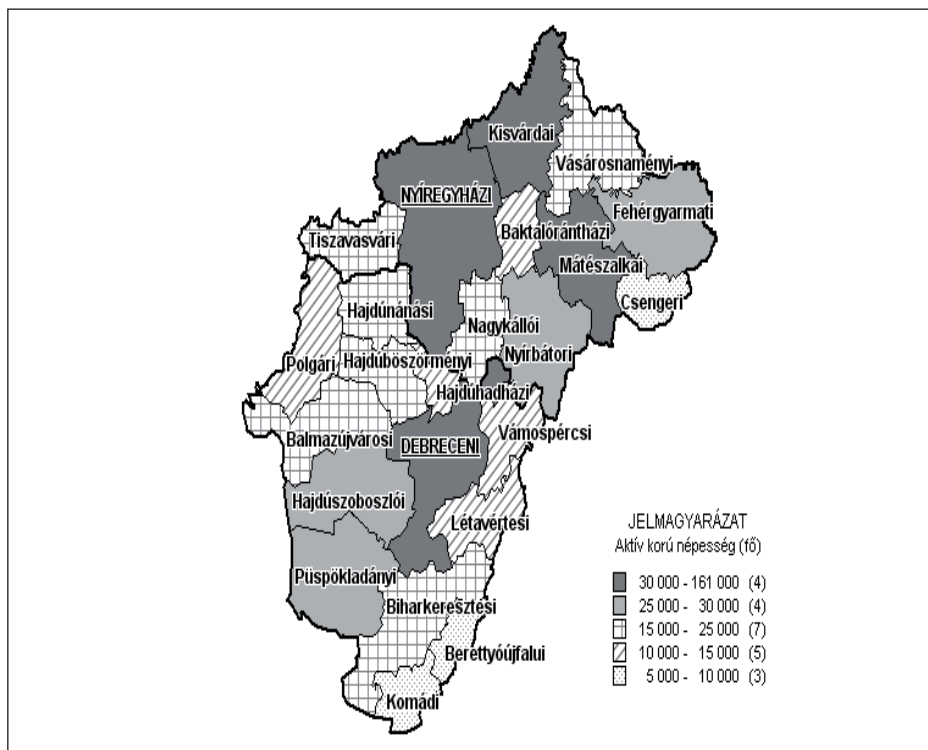 Kisvárdai
Vásárosnaményi
NYÍREGYHÁZI
Fehérgyarmati
Baktalórántházi
Tiszavasvári
Mátészalkai
Csengeri
Hajdúnánási
Nagykállói
Nyírbátori
Polgári
Hajdúböszörményi
Hajdúhadházi
Vámospércsi
Balmazújvárosi
DEBRECENI
Hajdúszoboszlói
Létavértesi
Püspökladányi
Biharkeresztesi
Berettyóújfalui
Komádi
JELMAGYARÁZAT
Aktív korú népesség (fő)
30 000 - 161 000 (4)
25 000 - 30 000 (4)
15 000 - 25 000 (7)
10 000 - 15 000 (5)
5 000 - 10 000 (3)